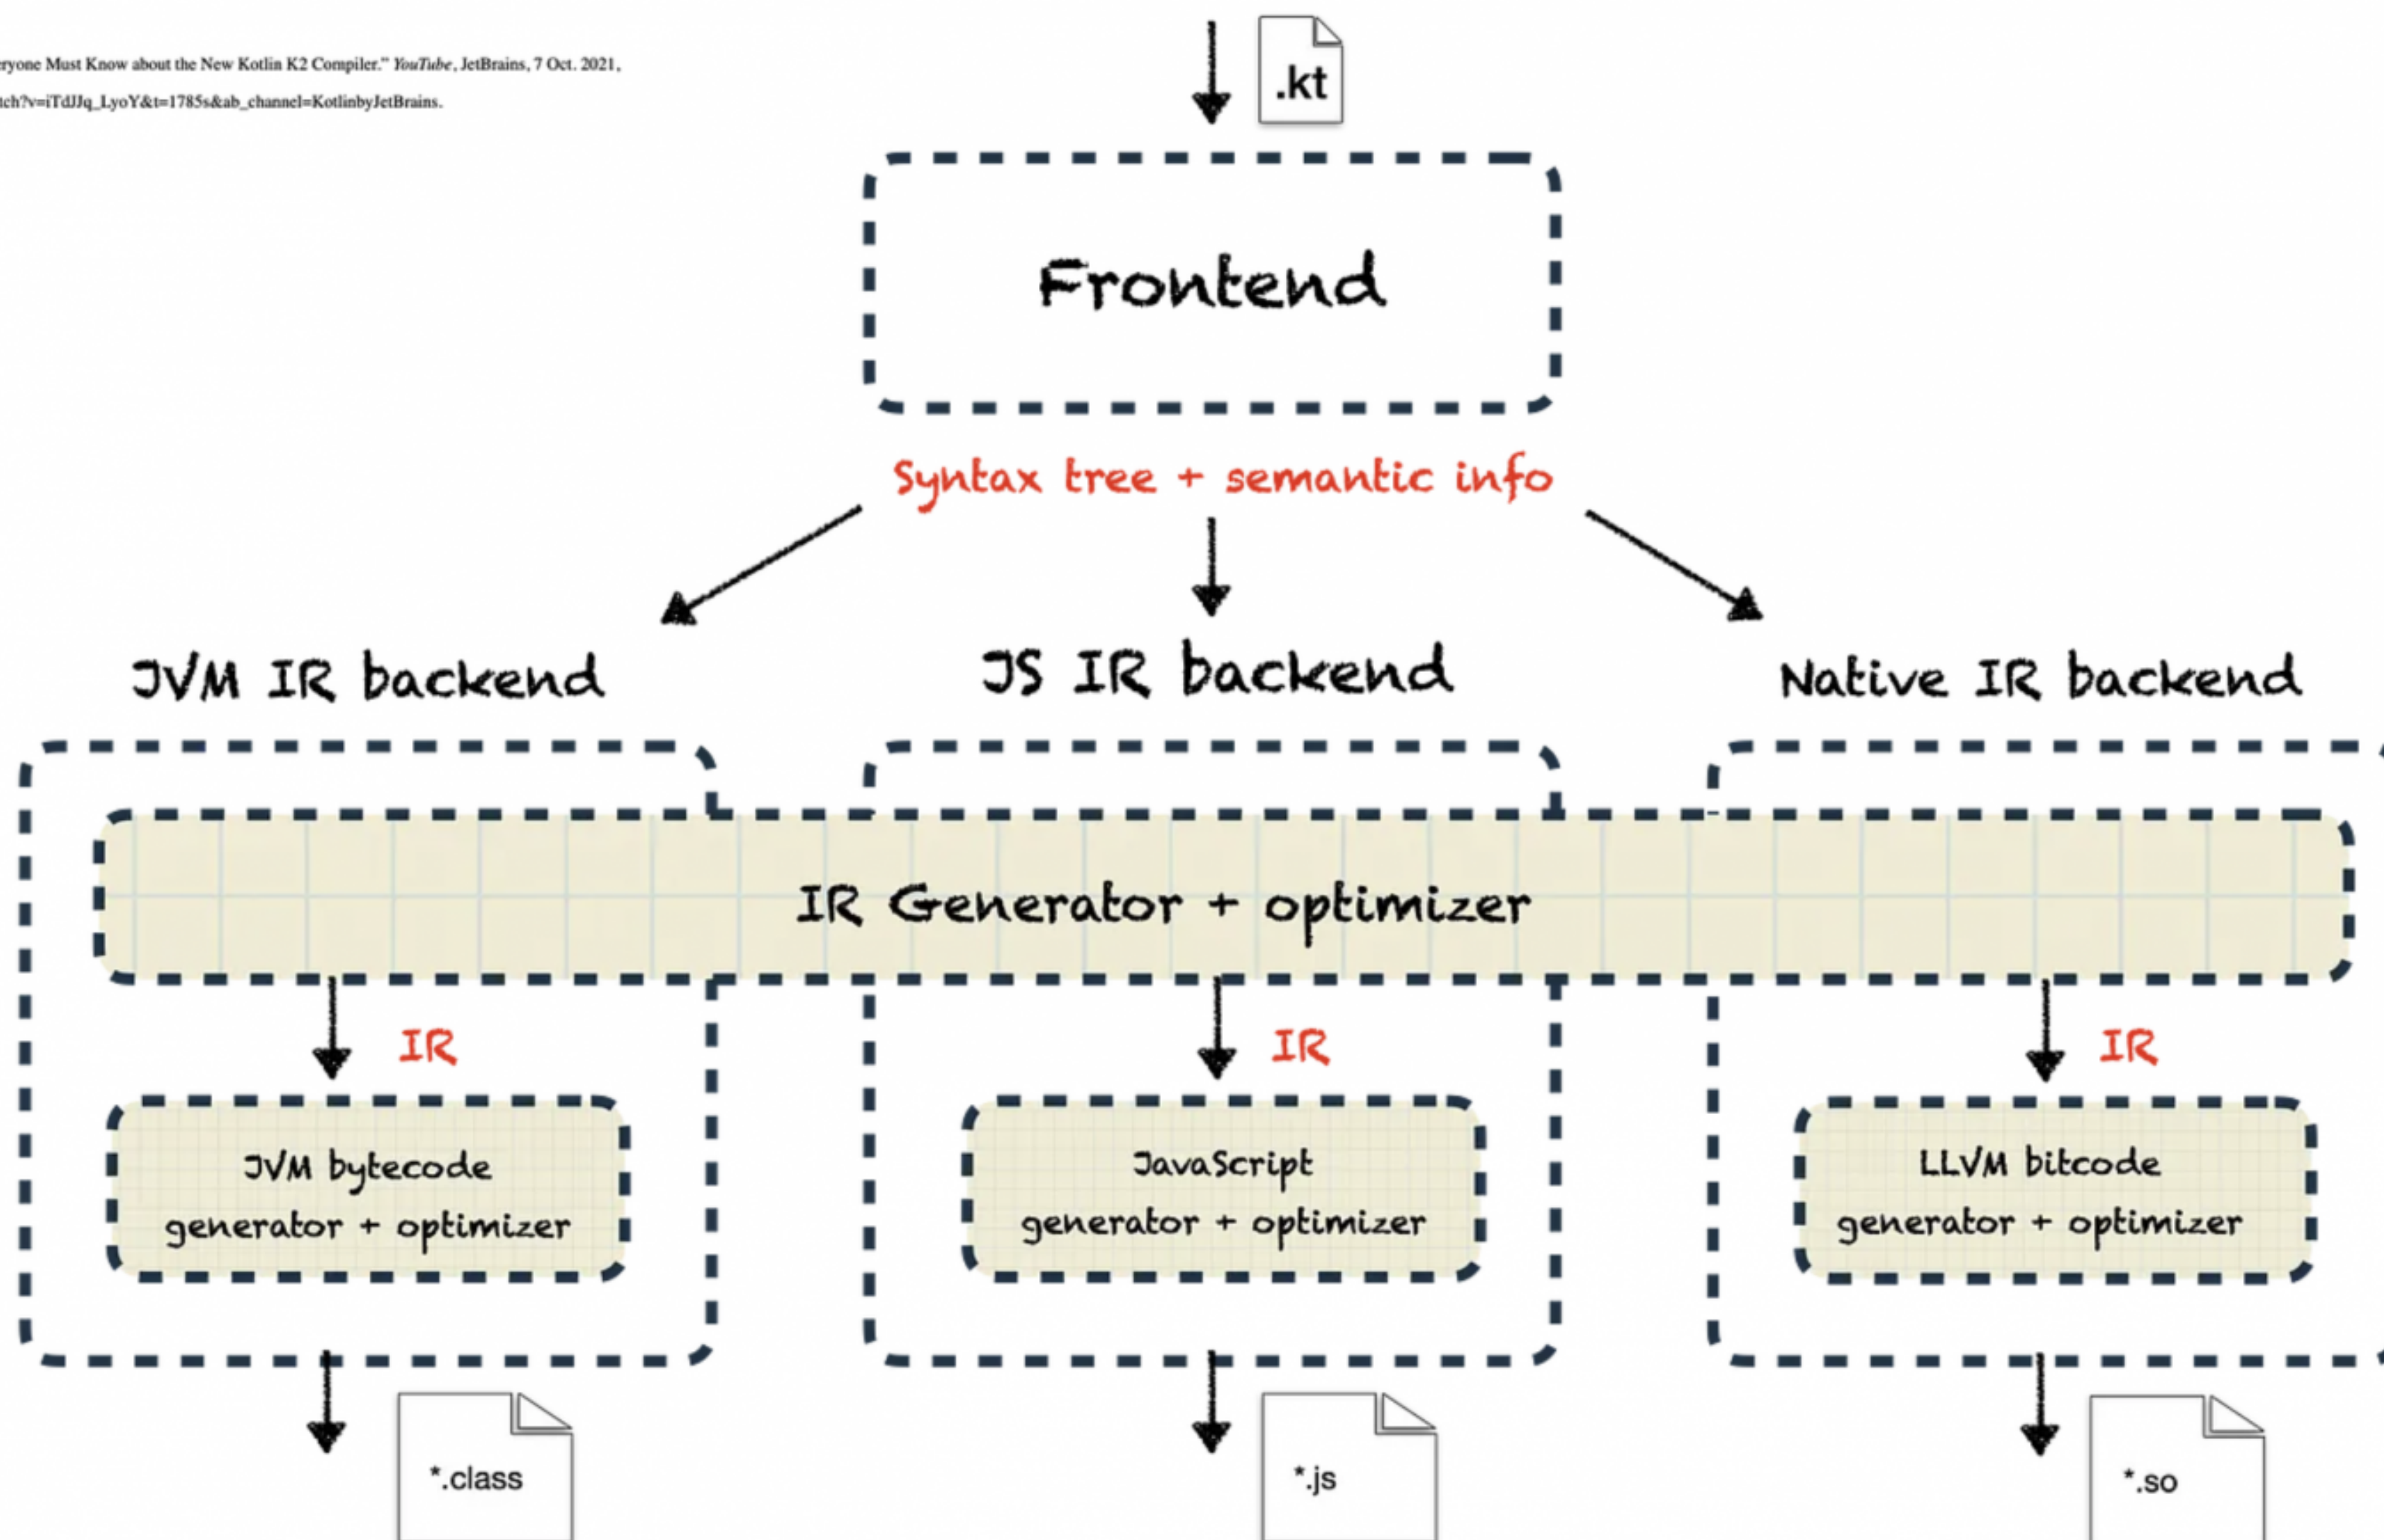 eryone Must Know about the New Kotlin K2 Compiler." YouTube, JetBrains, 7 Oct. 2021,
tch?v=iTdJJq_LyoY&t=1785s&ab_channel=KotlinbyJetBrains.
.kt
Frontend
Syntax tree + semantic info
JVM IR backend
JS IR backend
Native IR backend
IR Generator + optimizer
IR
IR
IR
JVM bytecode
generator + optimizer
JavaScript
generator + optimizer
LLVM bitcode
generator + optimizer
*.class
*.js
*.so